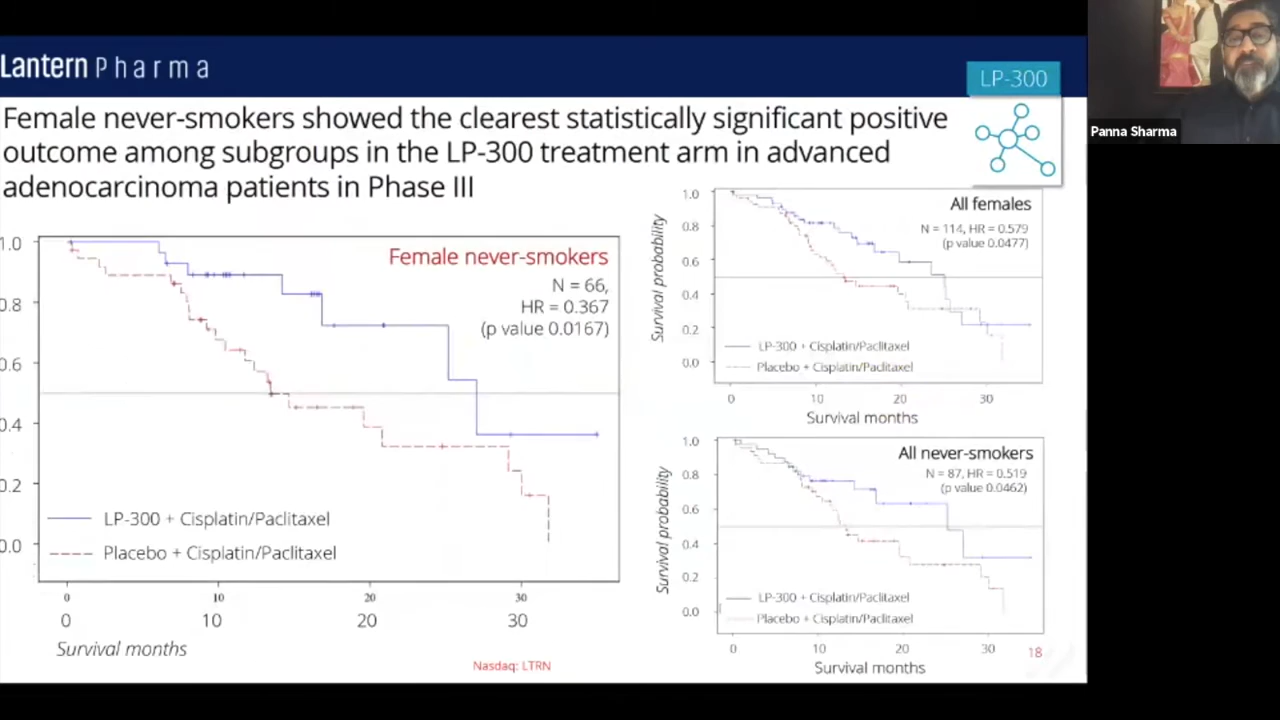 Lantern Pharma
LP-300
Panna Sharma
Female never-smokers showed the clearest statistically significant positive
outcome among subgroups in the LP-300 treatment arm in advanced
adenocarcinoma patients in Phase III
1.0
0.8
0.6
0.4
0.2
0.0
Female never-smokers
N = 66,
HR = 0.367
(p value 0.0167)
LP-300 + Cisplatin/Paclitaxel
Placebo + Cisplatin/Paclitaxel
0 10 20 30
0 10 20 30
Survival months
Survival probability
1.0
0.8
0.6
0.4
0.2
0.0
All females
N = 114, HR = 0.579
(p value 0.0477)
LP-300 + Cisplatin/Paclitaxel
Placebo + Cisplatin/Paclitaxel
0 10 20 30
Survival months
Survival probability
1.0
0.8
0.6
0.4
0.2
0.0
All never-smokers
N = 87, HR = 0.519
(p value 0.0462)
LP-300 + Cisplatin/Paclitaxel
Placebo + Cisplatin/Paclitaxel
0 10 20 30
Survival months
Nasdaq: LTRN
18